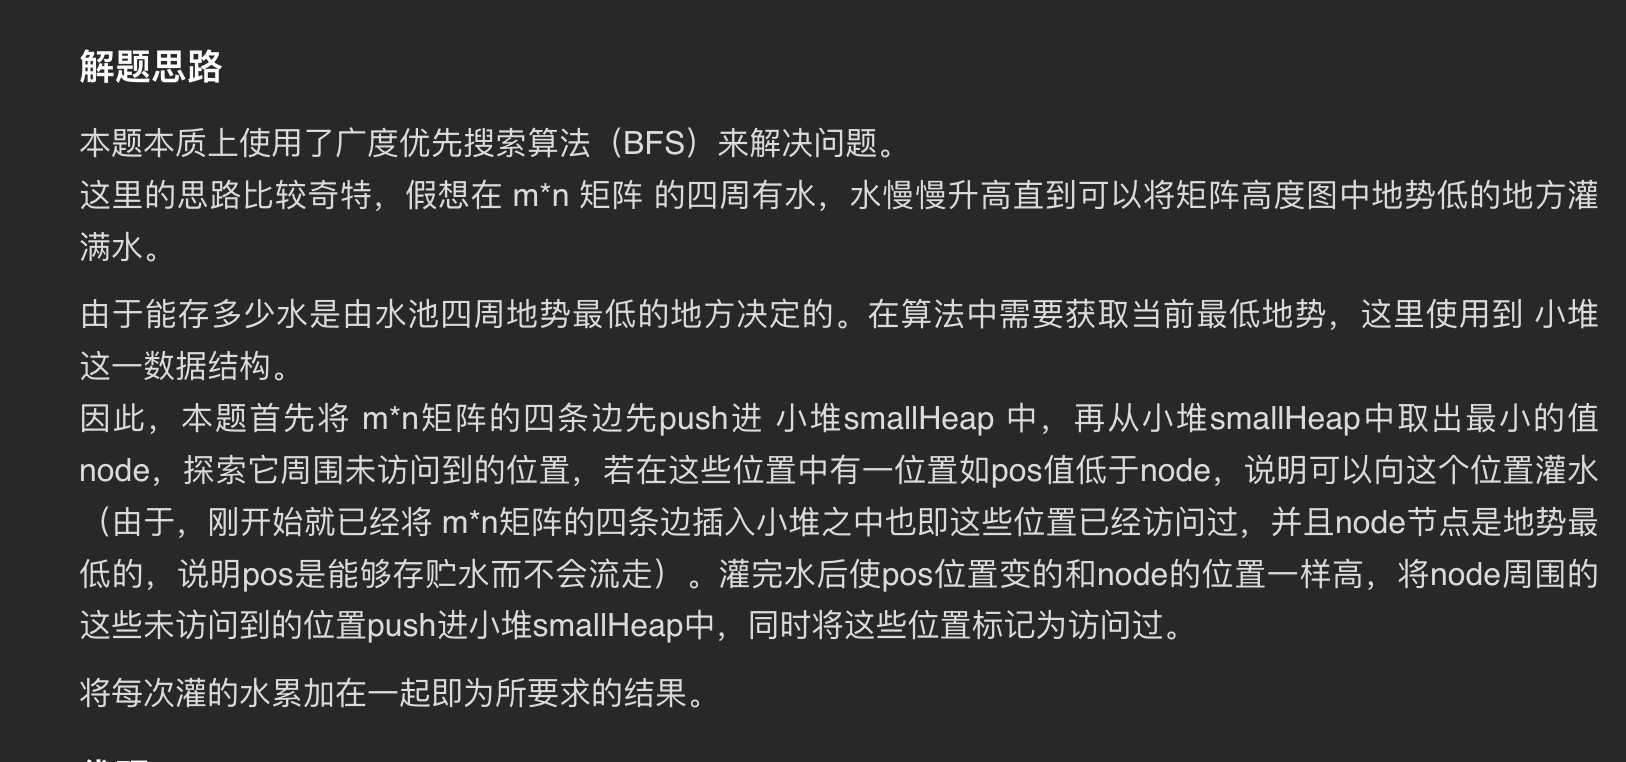 解题思路
本题本质上使用了广度优先搜索算法（BFS）来解决问题。
这里的思路比较奇特，假想在 m*n 矩阵 的四周有水，水慢慢升高直到可以将矩阵高度图中地势低的地方灌
满水。
由于能存多少水是由水池四周地势最低的地方决定的。在算法中需要获取当前最低地势，这里使用到 小堆
这一数据结构。
因此，本题首先将 m*n矩阵的四条边先push进 小堆smallHeap 中，再从小堆smallHeap中取出最小的值
node，探索它周围未访问到的位置，若在这些位置中有一位置如pos值低于node，说明可以向这个位置灌水
（由于，刚开始就已经将 m*n矩阵的四条边插入小堆之中也即这些位置已经访问过，并且node节点是地势最
低的，说明pos是能够存贮水而不会流走）。灌完水后使pos位置变的和node的位置一样高，将node周围的
这些未访问到的位置push进小堆smallHeap中，同时将这些位置标记为访问过。
将每次灌的水累加在一起即为所要求的结果。